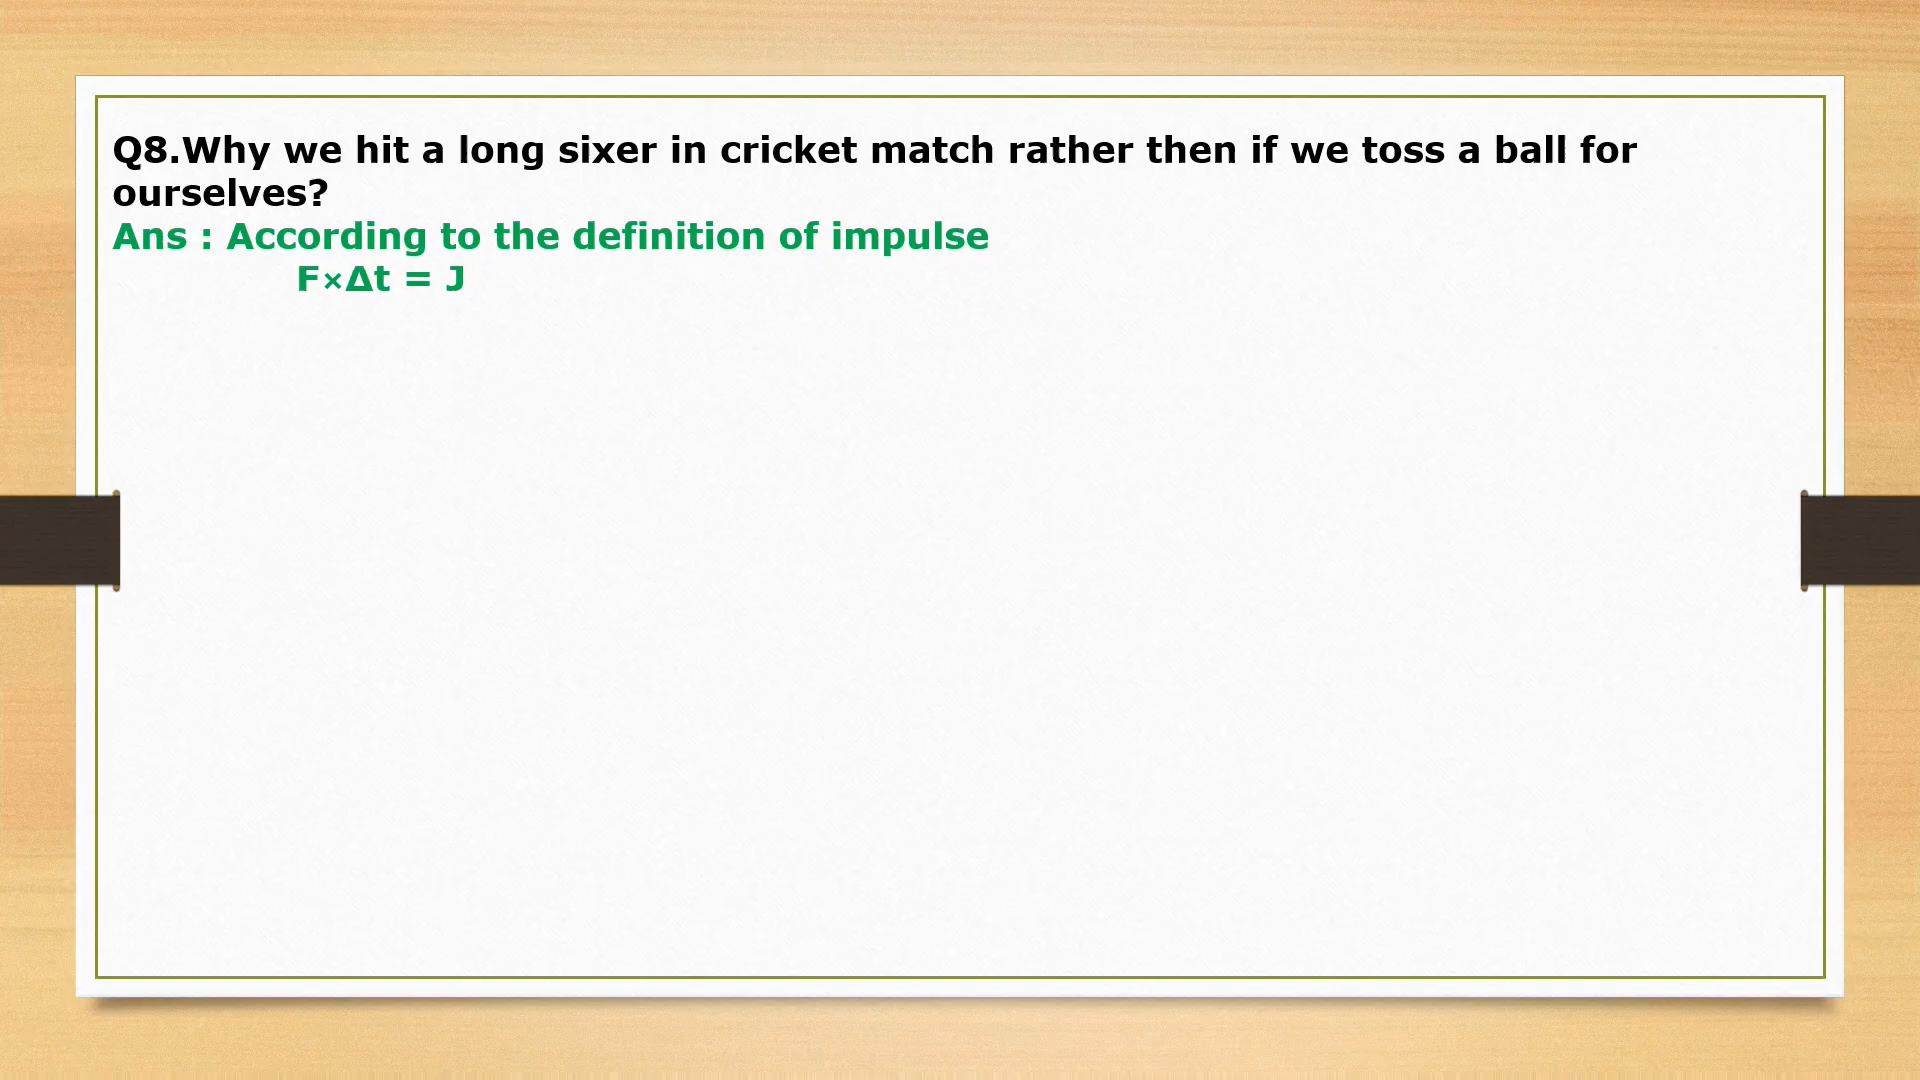 Q8.Why we hit a long sixer in cricket match rather then if we toss a ball for
ourselves?
Ans : According to the definition of impulse
F×Δt = J